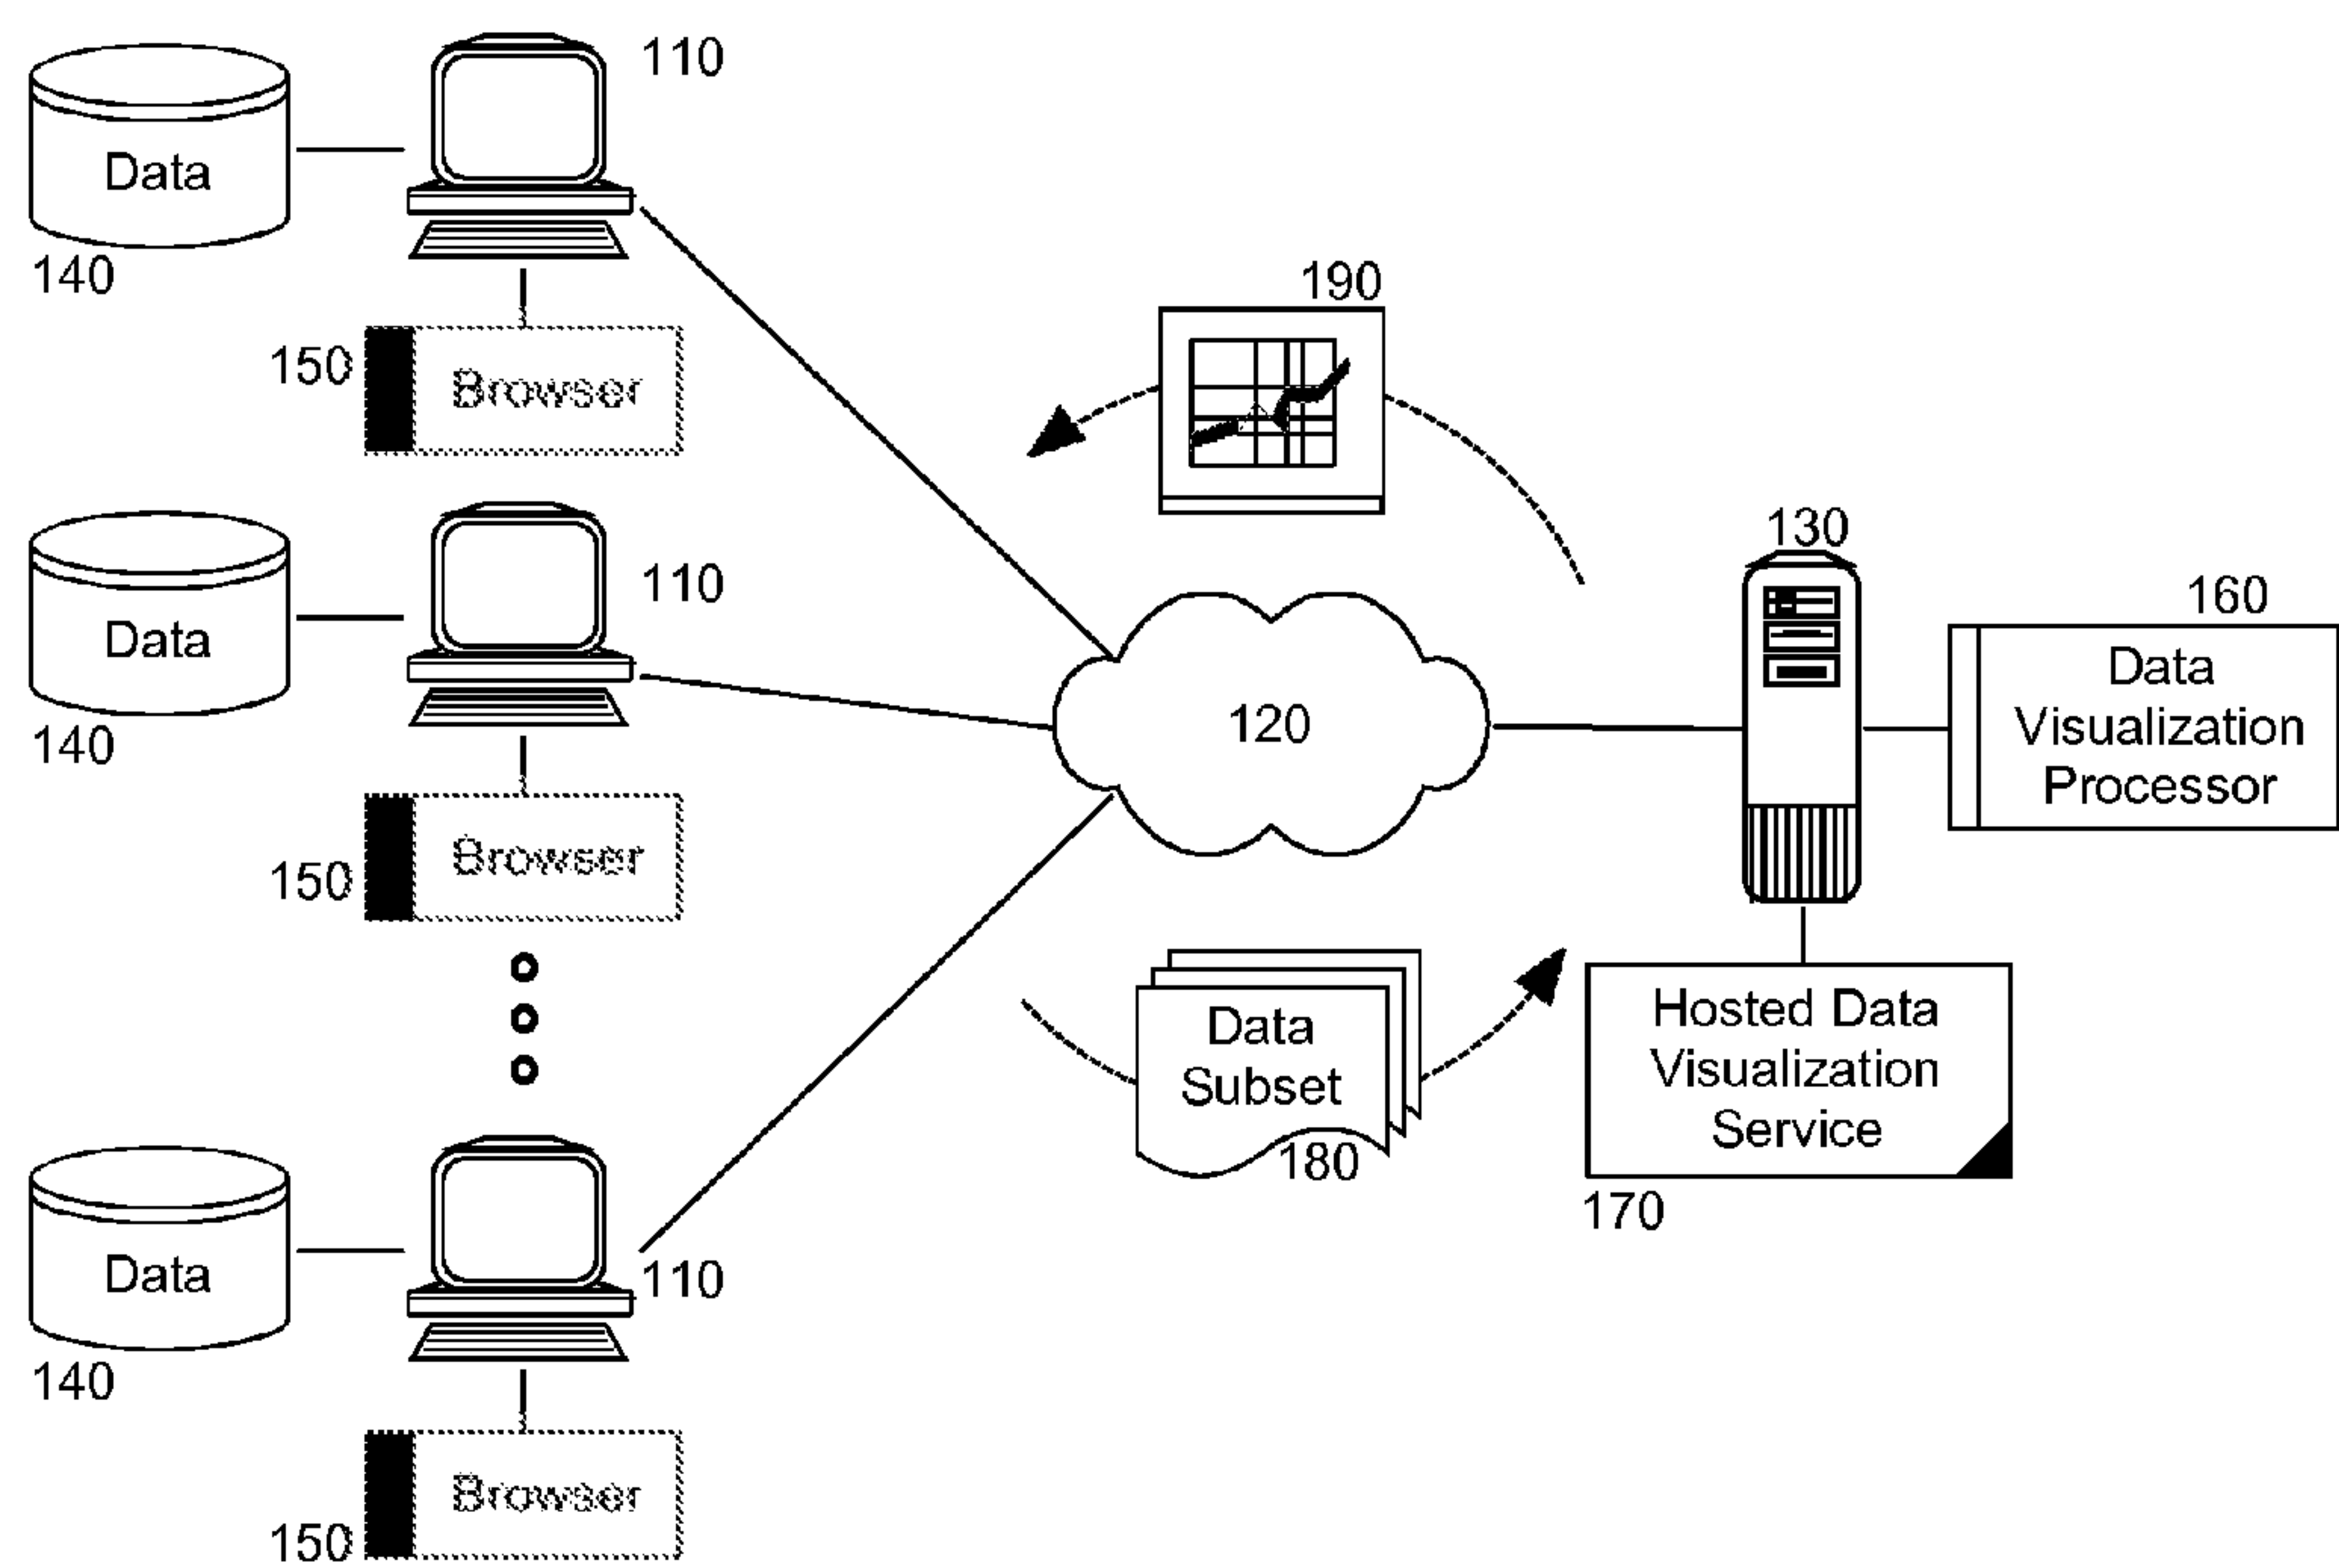 110
Data
140
150
Browser
190
110
Data
140
150
Browser
120
130
160
Data
Visualization
Processor
Data
Subset
180
Hosted Data
Visualization
Service
170
110
Data
140
150
Browser